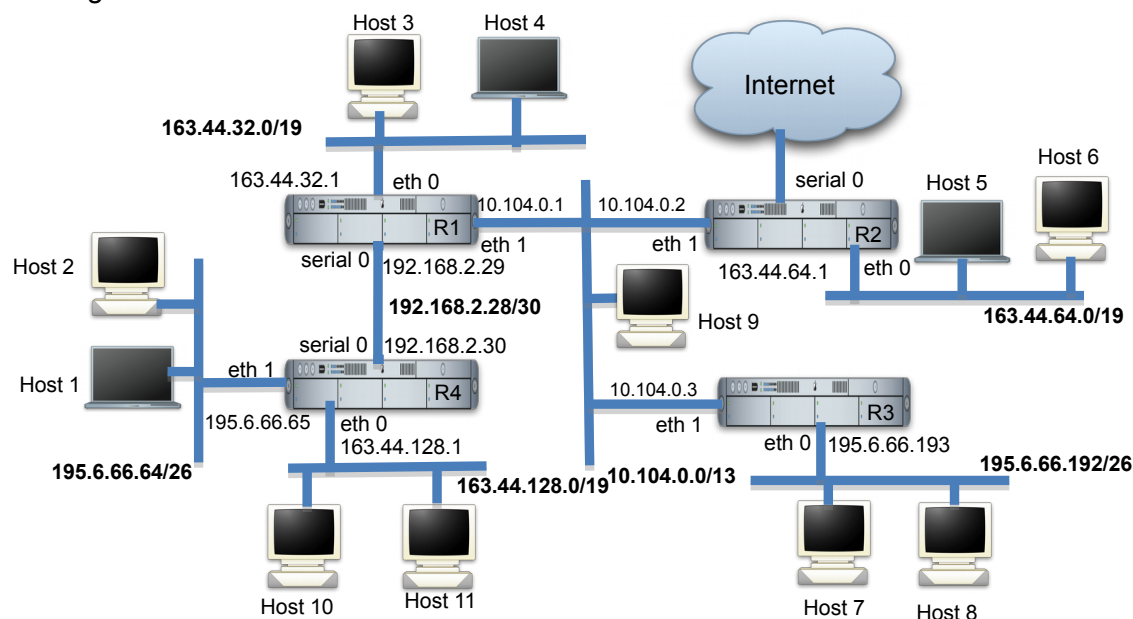 Host 3
Host 4
Internet
163.44.32.0/19
Host 6
163.44.32.1
eth 0
serial 0
Host 5
10.104.0.1
10.104.0.2
R1
R2
eth 1
eth 1
serial 0
192.168.2.29
163.44.64.1
eth 0
Host 2
192.168.2.28/30
Host 9
163.44.64.0/19
serial 0
192.168.2.30
eth 1
Host 1
10.104.0.3
R4
R3
195.6.66.65
eth 0
eth 1
eth 0
195.6.66.193
163.44.128.1
195.6.66.64/26
163.44.128.0/19
10.104.0.0/13
195.6.66.192/26
Host 10
Host 11
Host 7
Host 8